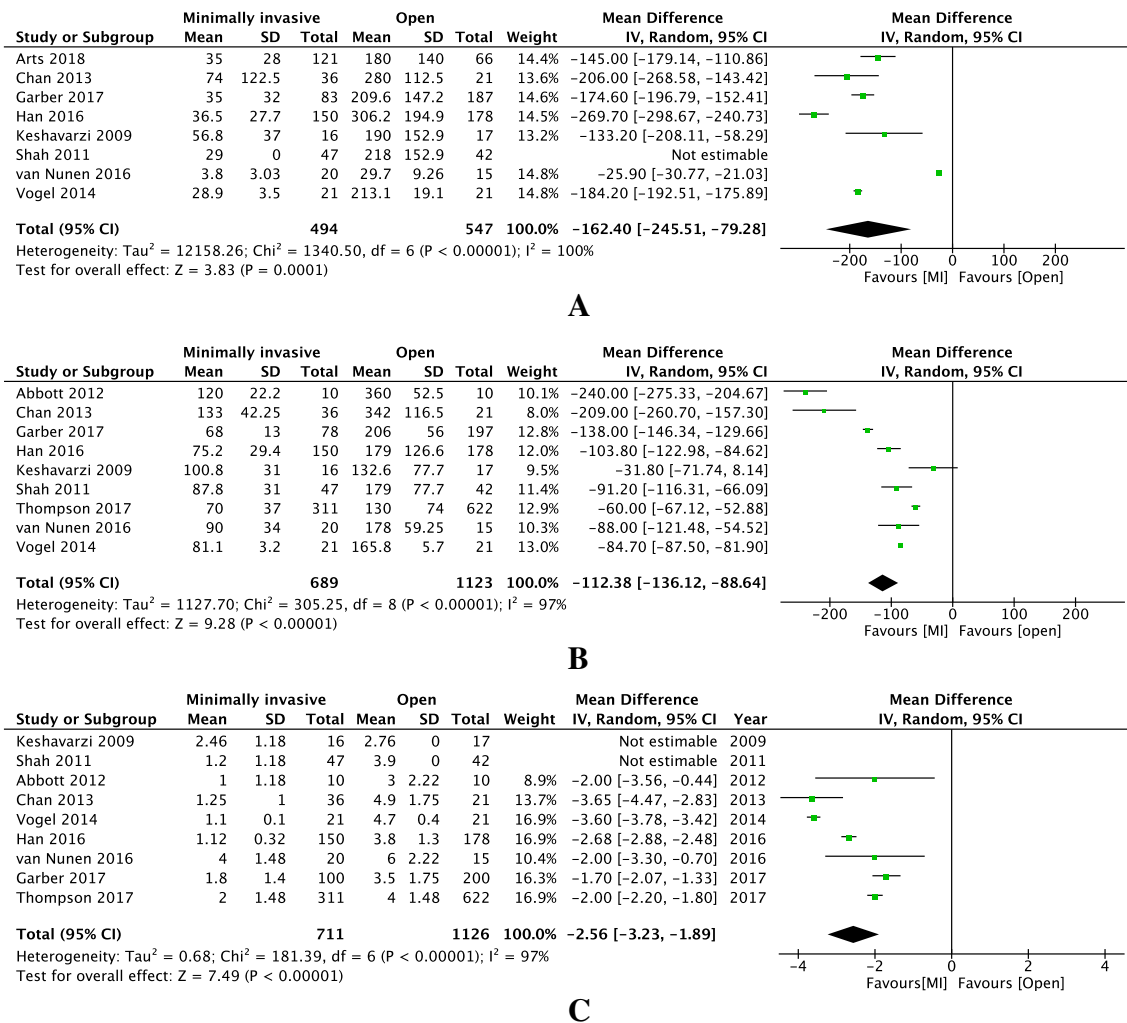 Minimally invasive Open Mean Difference Mean Difference
Study or Subgroup Mean SD Total Mean SD Total Weight IV, Random, 95% CI IV, Random, 95% CI
Arts 2018 35 28 121 180 140 66 14.4% −145.00 [−179.14, −110.86]
Chan 2013 74 122.5 36 280 112.5 21 13.6% −206.00 [−268.58, −143.42]
Garber 2017 35 32 83 209.6 147.2 187 14.6% −174.60 [−196.79, −152.41]
Han 2016 36.5 27.7 150 306.2 194.9 178 14.5% −269.70 [−298.67, −240.73]
Keshavarzi 2009 56.8 37 16 190 152.9 17 13.2% −133.20 [−208.11, −58.29]
Shah 2011 29 0 47 218 152.9 42 Not estimable
van Nunen 2016 3.8 3.03 20 29.7 9.26 15 14.8% −25.90 [−30.77, −21.03]
Vogel 2014 28.9 3.5 21 213.1 19.1 21 14.8% −184.20 [−192.51, −175.89]
Total (95% CI) 494 547 100.0% −162.40 [−245.51, −79.28]
Heterogeneity: Tau² = 12158.26; Chi² = 1340.50, df = 6 (P < 0.00001); I² = 100%
Test for overall effect: Z = 3.83 (P = 0.0001)
−200 −100 0 100 200
Favours [MI] Favours [Open]
A
Minimally invasive Open Mean Difference Mean Difference
Study or Subgroup Mean SD Total Mean SD Total Weight IV, Random, 95% CI IV, Random, 95% CI
Abbott 2012 120 22.2 10 360 52.5 10 10.1% −240.00 [−275.33, −204.67]
Chan 2013 133 42.25 36 342 116.5 21 8.0% −209.00 [−260.70, −157.30]
Garber 2017 68 13 78 206 56 197 12.8% −138.00 [−146.34, −129.66]
Han 2016 75.2 29.4 150 179 126.6 178 12.0% −103.80 [−122.98, −84.62]
Keshavarzi 2009 100.8 31 16 132.6 77.7 17 9.5% −31.80 [−71.74, 8.14]
Shah 2011 87.8 31 47 179 77.7 42 11.4% −91.20 [−116.31, −66.09]
Thompson 2017 70 37 311 130 74 622 12.9% −60.00 [−67.12, −52.88]
van Nunen 2016 90 34 20 178 59.25 15 10.3% −88.00 [−121.48, −54.52]
Vogel 2014 81.1 3.2 21 165.8 5.7 21 13.0% −84.70 [−87.50, −81.90]
Total (95% CI) 689 1123 100.0% −112.38 [−136.12, −88.64]
Heterogeneity: Tau² = 1127.70; Chi² = 305.25, df = 8 (P < 0.00001); I² = 97%
Test for overall effect: Z = 9.28 (P < 0.00001)
−200 −100 0 100 200
Favours [MI] Favours [open]
B
Minimally invasive Open Mean Difference Mean Difference
Study or Subgroup Mean SD Total Mean SD Total Weight IV, Random, 95% CI Year IV, Random, 95% CI
Keshavarzi 2009 2.46 1.18 16 2.76 0 17 Not estimable 2009
Shah 2011 1.2 1.18 47 3.9 0 42 Not estimable 2011
Abbott 2012 1 1.18 10 3 2.22 10 8.9% −2.00 [−3.56, −0.44] 2012
Chan 2013 1.25 1 36 4.9 1.75 21 13.7% −3.65 [−4.47, −2.83] 2013
Vogel 2014 1.1 0.1 21 4.7 0.4 21 16.9% −3.60 [−3.78, −3.42] 2014
Han 2016 1.12 0.32 150 3.8 1.3 178 16.9% −2.68 [−2.88, −2.48] 2016
van Nunen 2016 4 1.48 20 6 2.22 15 10.4% −2.00 [−3.30, −0.70] 2016
Garber 2017 1.8 1.4 100 3.5 1.75 200 16.3% −1.70 [−2.07, −1.33] 2017
Thompson 2017 2 1.48 311 4 1.48 622 16.9% −2.00 [−2.20, −1.80] 2017
Total (95% CI) 711 1126 100.0% −2.56 [−3.23, −1.89]
Heterogeneity: Tau² = 0.68; Chi² = 181.39, df = 6 (P < 0.00001); I² = 97%
Test for overall effect: Z = 7.49 (P < 0.00001)
−4 −2 0 2 4
Favours[MI] Favours [Open]
C